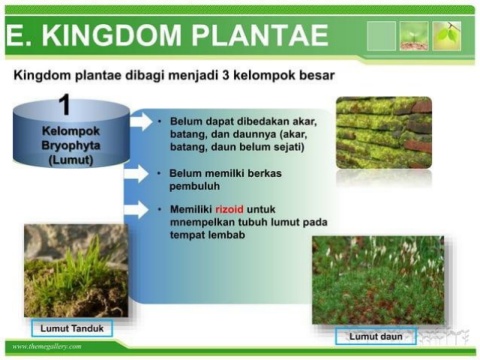 E. KINGDOM PLANTAE
Kingdom plantae dibagi menjadi 3 kelompok besar
1
Kelompok
Bryophyta
(Lumut)
• Belum dapat dibedakan akar,
batang, dan daunnya (akar,
batang, daun belum sejati)
• Belum memilki berkas
pembuluh
• Memiliki rizoid untuk
mnempelkan tubuh lumut pada
tempat lembab
Lumut Tanduk
Lumut daun
www.themegallery.com